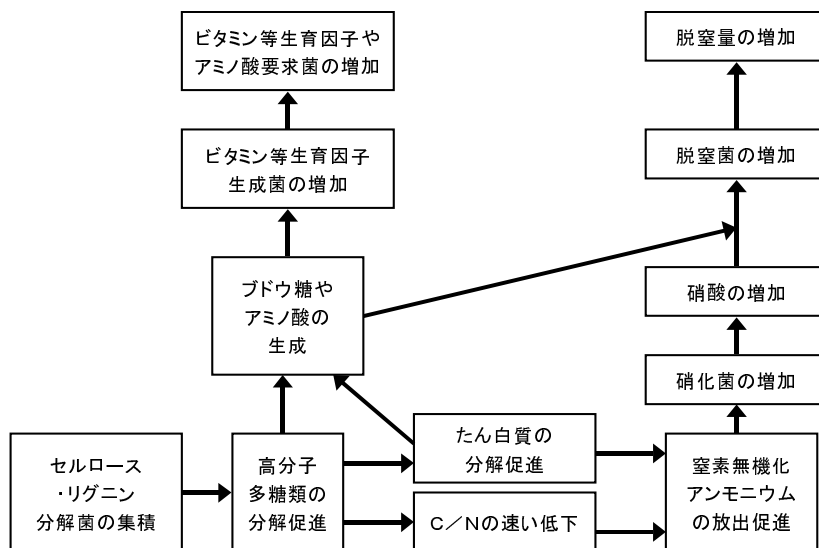 ビタミン等生育因子や
アミノ酸要求菌の増加
脱窒量の増加
ビタミン等生育因子
生成菌の増加
脱窒菌の増加
ブドウ糖や
アミノ酸の
生成
硝酸の増加
硝化菌の増加
セルロース
・リグニン
分解菌の集積
高分子
多糖類の
分解促進
たん白質の
分解促進
C／Nの速い低下
窒素無機化
アンモニウム
の放出促進